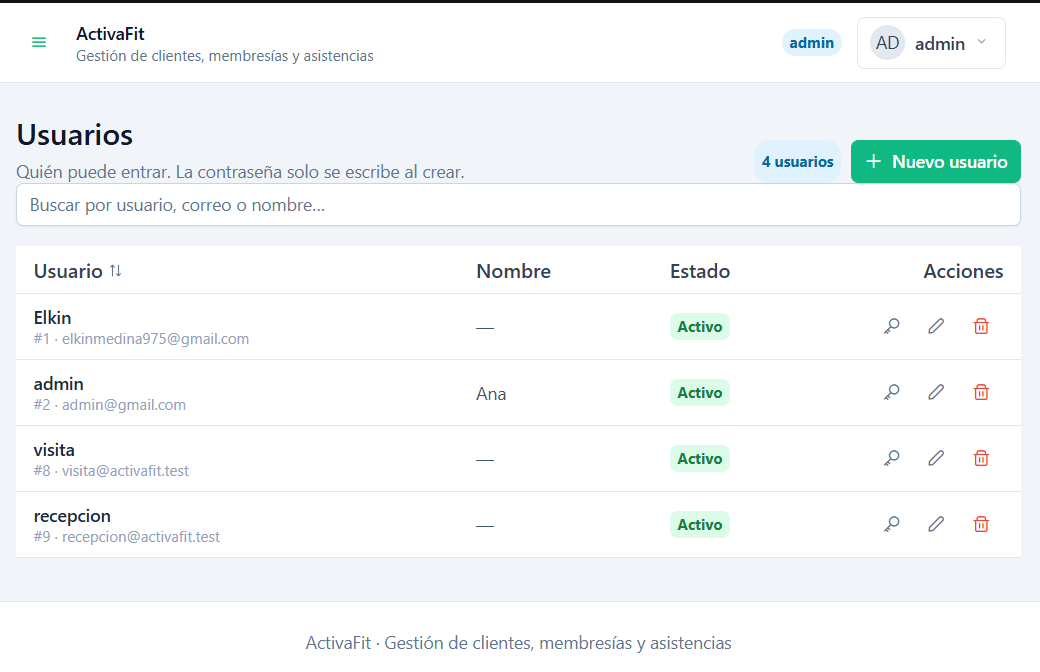 ActivaFit
Gestión de clientes, membresías y asistencias
admin
AD admin
Usuarios
Quién puede entrar. La contraseña solo se escribe al crear.
4 usuarios
Nuevo usuario
Buscar por usuario, correo o nombre...
Usuario Nombre Estado Acciones
Elkin
#1 · elkinmedina975@gmail.com
— Activo
admin
#2 · admin@gmail.com
Ana Activo
visita
#8 · visita@activafit.test
— Activo
recepcion
#9 · recepcion@activafit.test
— Activo
ActivaFit · Gestión de clientes, membresías y asistencias